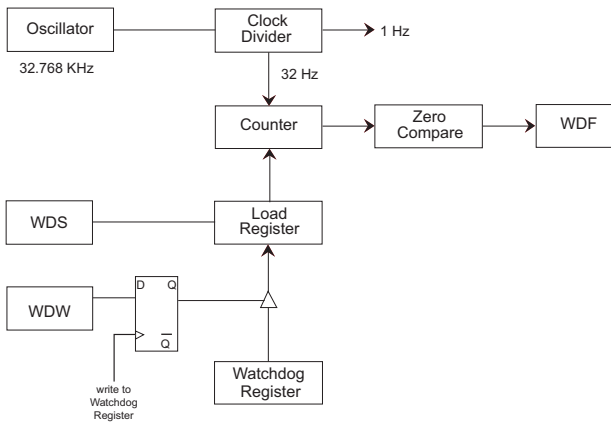 Oscillator
Clock
Divider
1 Hz
32.768 KHz
32 Hz
Counter
Zero
Compare
WDF
WDS
Load
Register
D Q
WDW
Q
Watchdog
Register
write to
Watchdog
Register